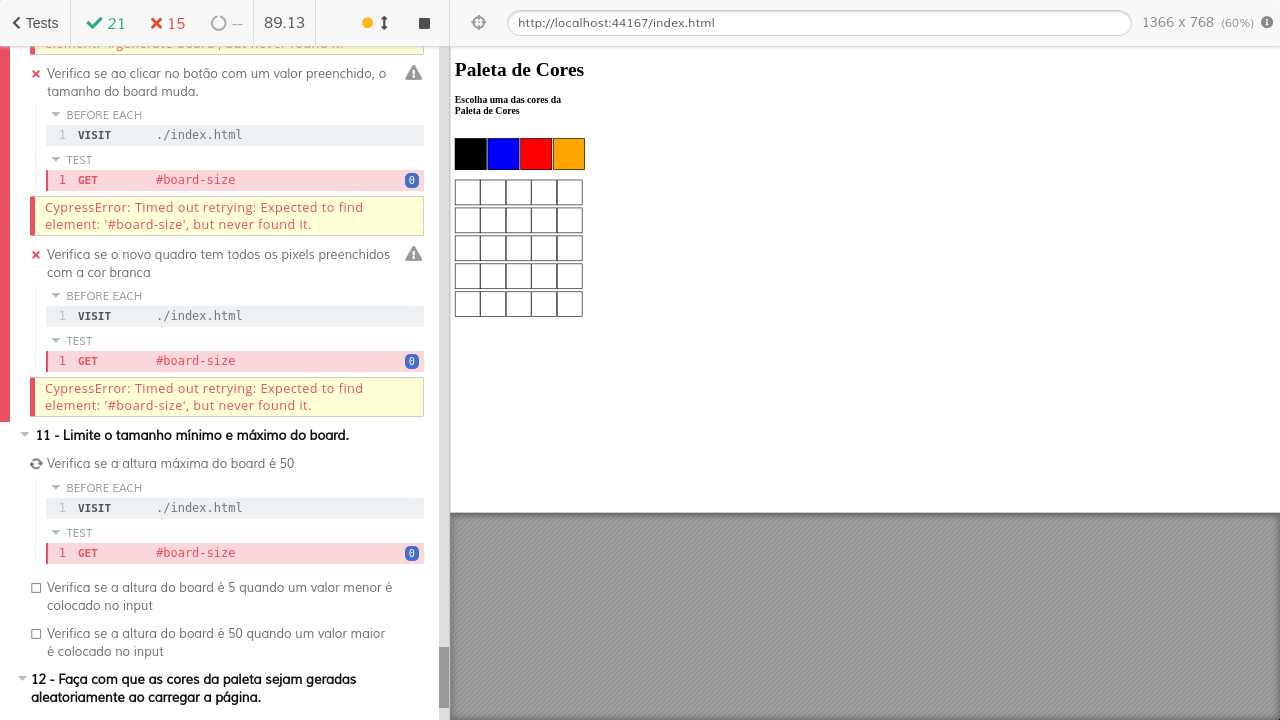 Tests
21
15
--
89.13
http://localhost:44167/index.html
1366 x 768 (60%)
element: '#generate-board', but never found it.
Verifica se ao clicar no botão com um valor preenchido, o
tamanho do board muda.
BEFORE EACH
1 VISIT ./index.html
TEST
1 GET #board-size 0
CypressError: Timed out retrying: Expected to find
element: '#board-size', but never found it.
Verifica se o novo quadro tem todos os pixels preenchidos
com a cor branca
BEFORE EACH
1 VISIT ./index.html
TEST
1 GET #board-size 0
CypressError: Timed out retrying: Expected to find
element: '#board-size', but never found it.
11 - Limite o tamanho mínimo e máximo do board.
Verifica se a altura máxima do board é 50
BEFORE EACH
1 VISIT ./index.html
TEST
1 GET #board-size 0
Verifica se a altura do board é 5 quando um valor menor é
colocado no input
Verifica se a altura do board é 50 quando um valor maior
é colocado no input
12 - Faça com que as cores da paleta sejam geradas
aleatoriamente ao carregar a página.
Paleta de Cores
Escolha uma das cores da
Paleta de Cores